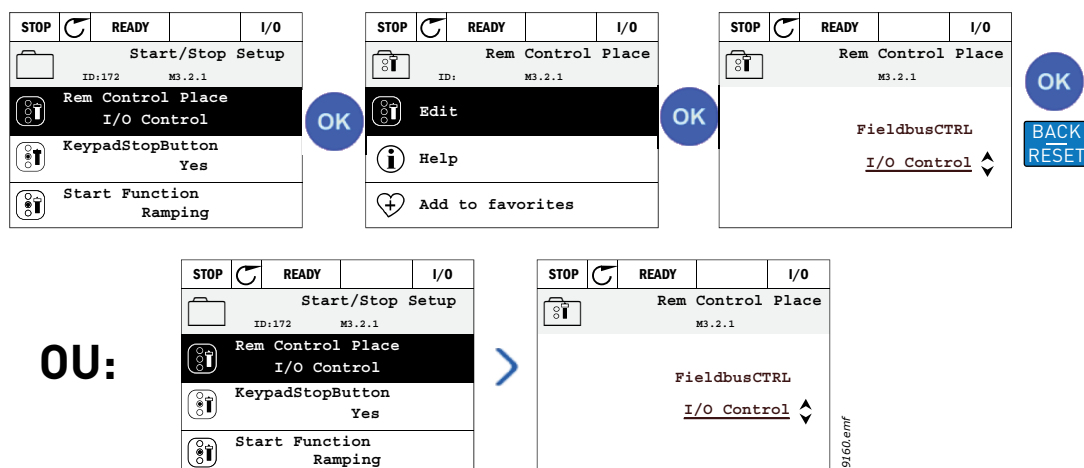 STOP READY I/O
Start/Stop Setup
ID:172 M3.2.1
Rem Control Place
I/O Control
KeypadStopButton
Yes
Start Function
Ramping
OK
STOP READY I/O
Rem Control Place
ID: M3.2.1
Edit
Help
Add to favorites
OK
STOP READY I/O
Rem Control Place
M3.2.1
FieldbusCTRL
I/O Control
OK
BACK
RESET
OU:
STOP READY I/O
Start/Stop Setup
ID:172 M3.2.1
Rem Control Place
I/O Control
KeypadStopButton
Yes
Start Function
Ramping
STOP READY I/O
Rem Control Place
M3.2.1
FieldbusCTRL
I/O Control
9160.emf